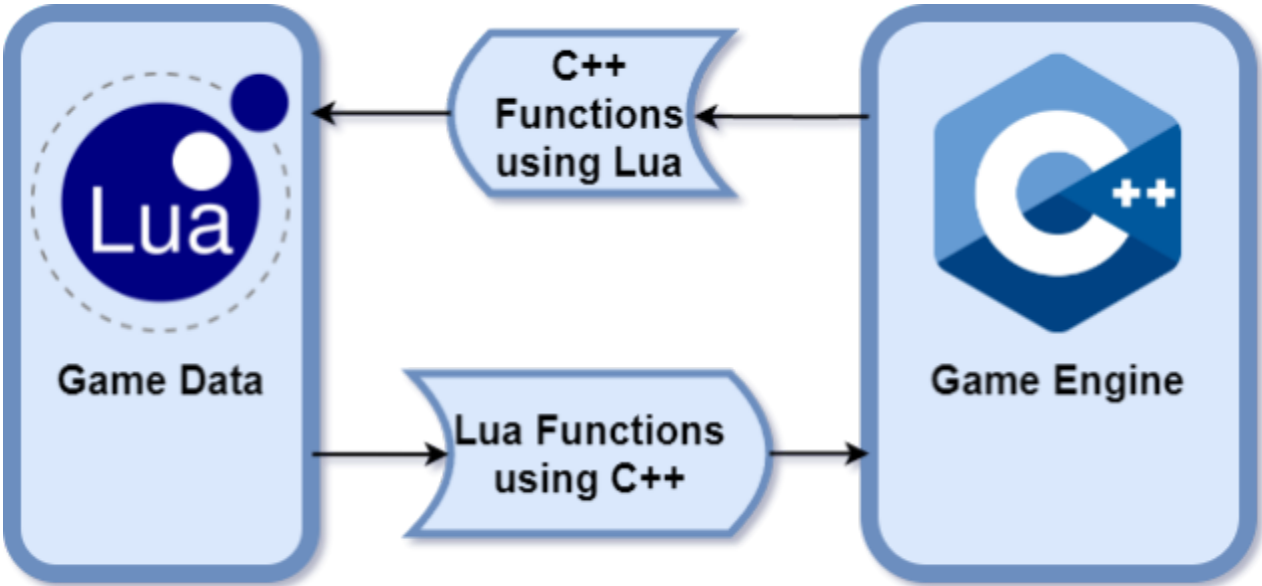 Lua
Game Data
C++
Functions
using Lua
Lua Functions
using C++
C++
Game Engine